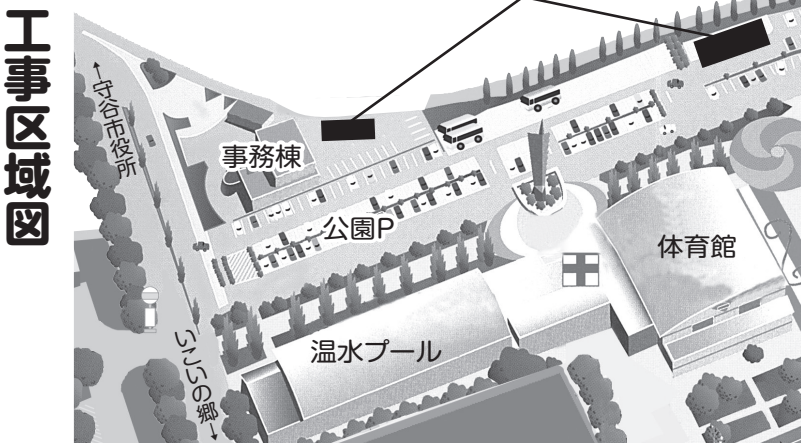 工事区域図
←守谷市役所
事務棟
公園P
体育館
温水プール
いこいの郷→